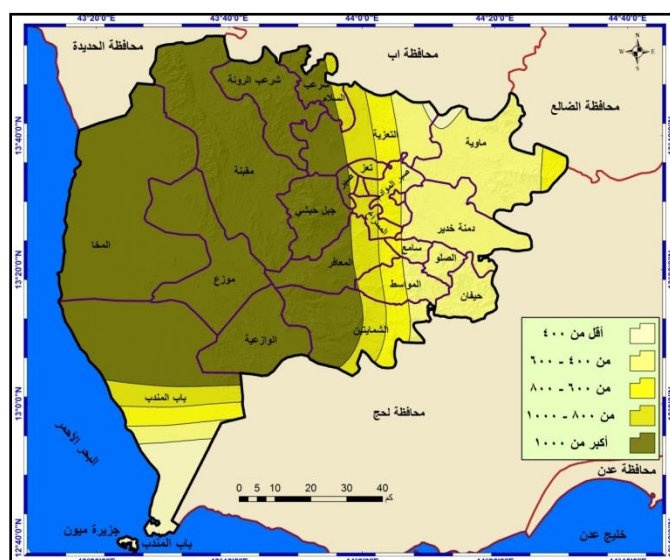 43°20'0"E 43°40'0"E 44°0'0"E 44°20'0"E 44°40'0"E
محافظة الحديدة
محافظة اب
محافظة الضالع
N
W E
S
شرعب الرونة
شرعب
السلام
التعزية
ماوية
13°40'0"N
مقبنة
تعز
صبر
جبل حبشي
دمنة خدير
المخا
سامع
الصلو
المعافر
13°20'0"N
موزع
المواسط
حيفان
الوازعية
الشمايتين
أقل من ٤٠٠
من ٤٠٠ - ٦٠٠
من ٦٠٠ - ٨٠٠
من ٨٠٠ - ١٠٠٠
أكبر من ١٠٠٠
باب المندب
13°0'0"N
محافظة لحج
البحر الأحمر
محافظة عدن
0 5 10 20 30 40
كم
جزيرة ميون
باب المندب
خليج عدن
12°40'0"N